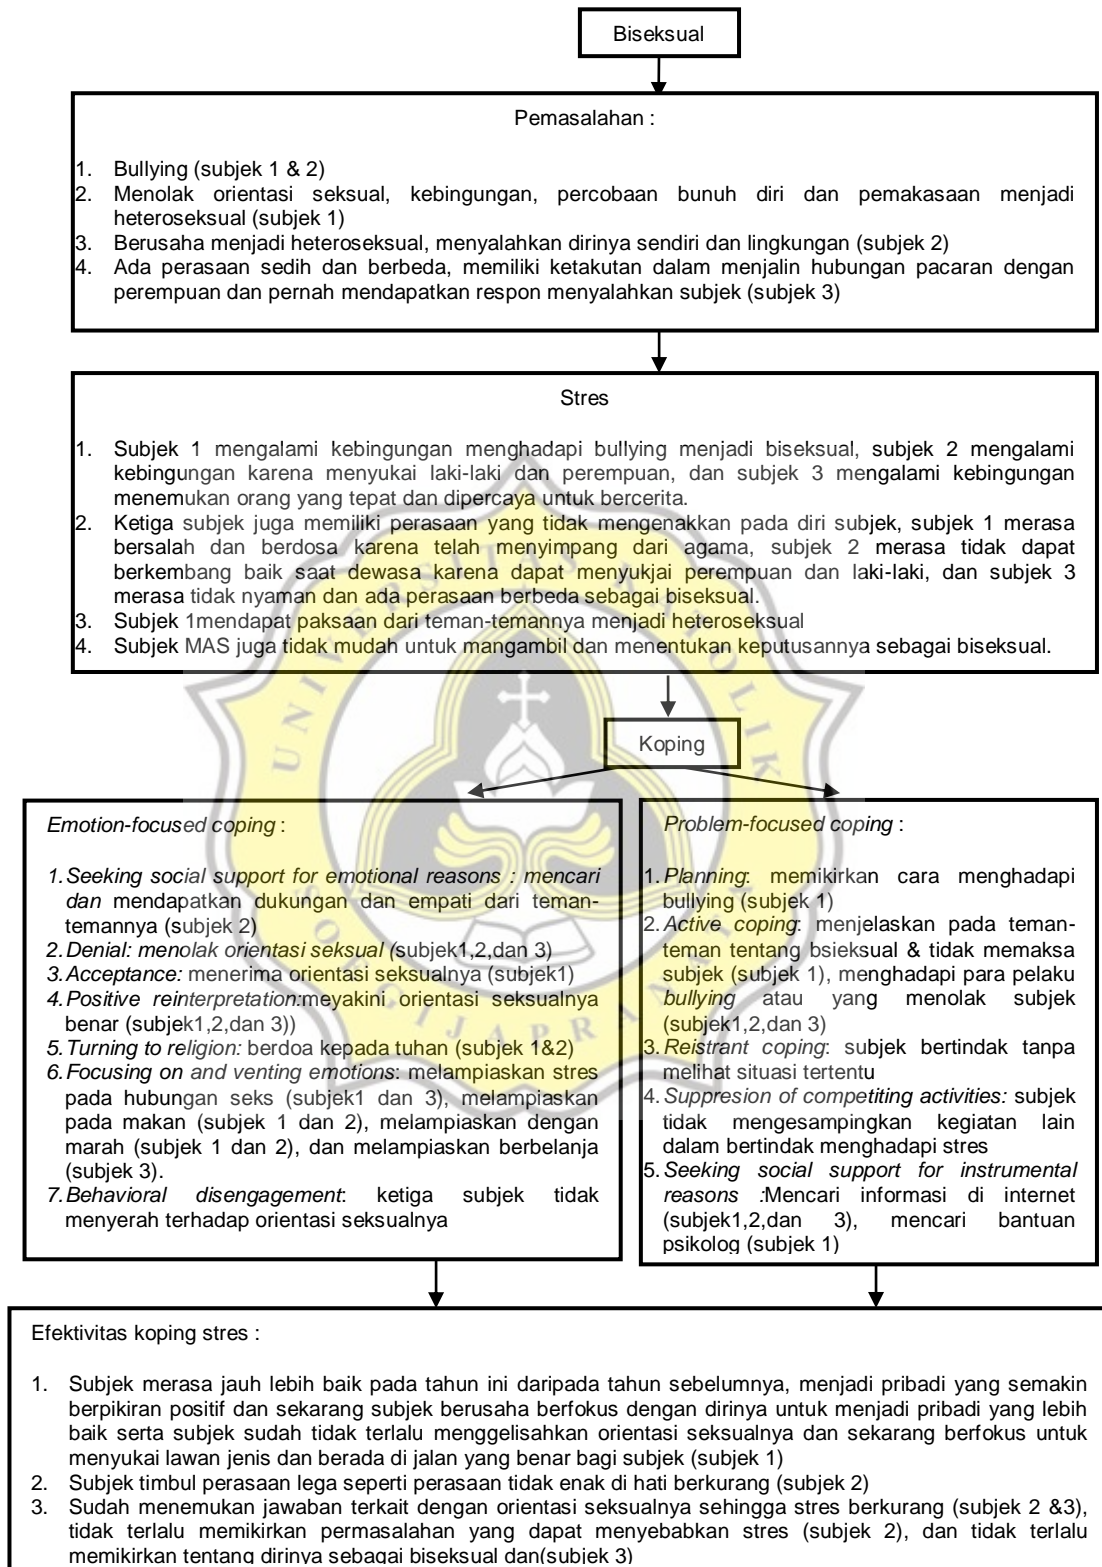 Biseksual
Pemasalahan :
1. Bullying (subjek 1 & 2)
2. Menolak orientasi seksual, kebingungan, percobaan bunuh diri dan pemakasaan menjadi
heteroseksual (subjek 1)
3. Berusaha menjadi heteroseksual, menyalahkan dirinya sendiri dan lingkungan (subjek 2)
4. Ada perasaan sedih dan berbeda, memiliki ketakutan dalam menjalin hubungan pacaran dengan
perempuan dan pernah mendapatkan respon menyalahkan subjek (subjek 3)
Stres
1. Subjek 1 mengalami kebingungan menghadapi bullying menjadi biseksual, subjek 2 mengalami
kebingungan karena menyukai laki-laki dan perempuan, dan subjek 3 mengalami kebingungan
menemukan orang yang tepat dan dipercaya untuk bercerita.
2. Ketiga subjek juga memiliki perasaan yang tidak mengenakkan pada diri subjek, subjek 1 merasa
bersalah dan berdosa karena telah menyimpang dari agama, subjek 2 merasa tidak dapat
berkembang baik saat dewasa karena dapat menyukjai perempuan dan laki-laki, dan subjek 3
merasa tidak nyaman dan ada perasaan berbeda sebagai biseksual.
3. Subjek 1mendapat paksaan dari teman-temannya menjadi heteroseksual
4. Subjek MAS juga tidak mudah untuk mangambil dan menentukan keputusannya sebagai biseksual.
Koping
Emotion-focused coping :
1. Seeking social support for emotional reasons : mencari
dan mendapatkan dukungan dan empati dari teman-
temannya (subjek 2)
2. Denial: menolak orientasi seksual (subjek1,2,dan 3)
3. Acceptance: menerima orientasi seksualnya (subjek1)
4. Positive reinterpretation:meyakini orientasi seksualnya
benar (subjek1,2,dan 3))
5. Turning to religion: berdoa kepada tuhan (subjek 1&2)
6. Focusing on and venting emotions: melampiaskan stres
pada hubungan seks (subjek1 dan 3), melampiaskan
pada makan (subjek 1 dan 2), melampiaskan dengan
marah (subjek 1 dan 2), dan melampiaskan berbelanja
(subjek 3).
7. Behavioral disengagement: ketiga subjek tidak
menyerah terhadap orientasi seksualnya
Problem-focused coping :
1. Planning: memikirkan cara menghadapi
bullying (subjek 1)
2. Active coping: menjelaskan pada teman-
teman tentang bsieksual & tidak memaksa
subjek (subjek 1), menghadapi para pelaku
bullying atau yang menolak subjek
(subjek1,2,dan 3)
3. Reistrant coping: subjek bertindak tanpa
melihat situasi tertentu
4. Suppresion of competiting activities: subjek
tidak mengesampingkan kegiatan lain
dalam bertindak menghadapi stres
5. Seeking social support for instrumental
reasons :Mencari informasi di internet
(subjek1,2,dan 3), mencari bantuan
psikolog (subjek 1)
Efektivitas koping stres :
1. Subjek merasa jauh lebih baik pada tahun ini daripada tahun sebelumnya, menjadi pribadi yang semakin
berpikiran positif dan sekarang subjek berusaha berfokus dengan dirinya untuk menjadi pribadi yang lebih
baik serta subjek sudah tidak terlalu menggelisahkan orientasi seksualnya dan sekarang berfokus untuk
menyukai lawan jenis dan berada di jalan yang benar bagi subjek (subjek 1)
2. Subjek timbul perasaan lega seperti perasaan tidak enak di hati berkurang (subjek 2)
3. Sudah menemukan jawaban terkait dengan orientasi seksualnya sehingga stres berkurang (subjek 2 &3),
tidak terlalu memikirkan permasalahan yang dapat menyebabkan stres (subjek 2), dan tidak terlalu
memikirkan tentang dirinya sebagai biseksual dan(subjek 3)
UNIVERSITAS KATOLIK
SOEGIJAPRANATA